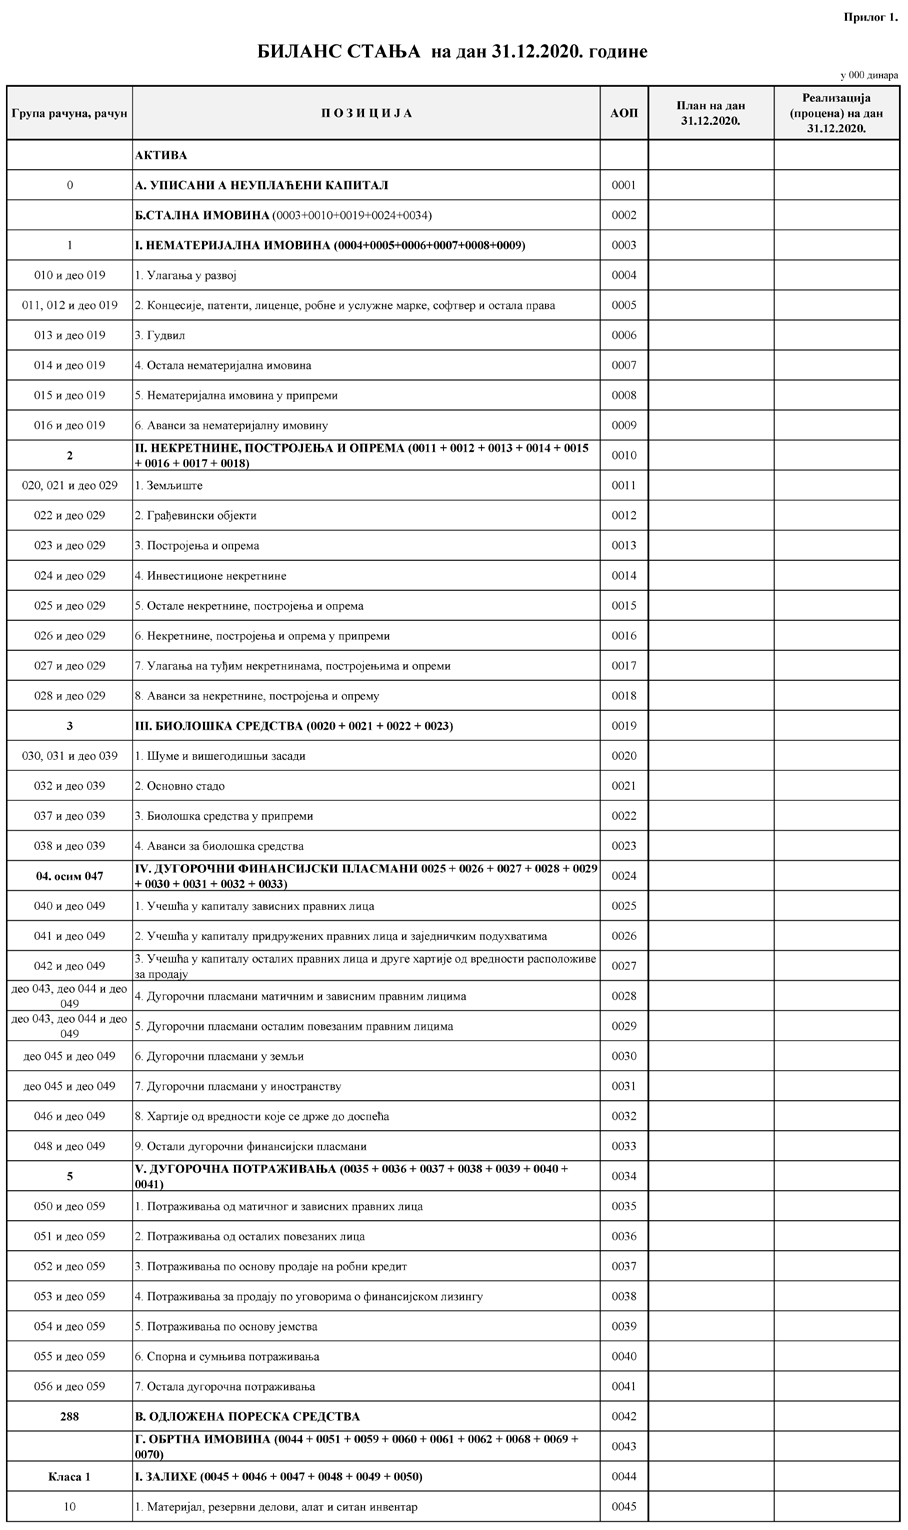 Прилог 1.
БИЛАНС СТАЊА на дан 31.12.2020. године
у 000 динара
Група рачуна, рачун П О З И Ц И Ј А АОП План на дан 31.12.2020. Реализација (процена) на дан 31.12.2020.
АКТИВА
0 А. УПИСАНИ А НЕУПЛАЋЕНИ КАПИТАЛ 0001
Б.СТАЛНА ИМОВИНА (0003+0010+0019+0024+0034) 0002
1 I. НЕМАТЕРИЈАЛНА ИМОВИНА (0004+0005+0006+0007+0008+0009) 0003
010 и део 019 1. Улагања у развој 0004
011, 012 и део 019 2. Концесије, патенти, лиценце, робне и услужне марке, софтвер и остала права 0005
013 и део 019 3. Гудвил 0006
014 и део 019 4. Остала нематеријална имовина 0007
015 и део 019 5. Нематеријална имовина у припреми 0008
016 и део 019 6. Аванси за нематеријалну имовину 0009
2 II. НЕКРЕТНИНЕ, ПОСТРОЈЕЊА И ОПРЕМА (0011 + 0012 + 0013 + 0014 + 0015 + 0016 + 0017 + 0018) 0010
020, 021 и део 029 1. Земљиште 0011
022 и део 029 2. Грађевински објекти 0012
023 и део 029 3. Постројења и опрема 0013
024 и део 029 4. Инвестиционе некретнине 0014
025 и део 029 5. Остале некретнине, постројења и опрема 0015
026 и део 029 6. Некретнине, постројења и опрема у припреми 0016
027 и део 029 7. Улагања на туђим некретнинама, постројењима и опреми 0017
028 и део 029 8. Аванси за некретнине, постројења и опрему 0018
3 III. БИОЛОШКА СРЕДСТВА (0020 + 0021 + 0022 + 0023) 0019
030, 031 и део 039 1. Шуме и вишегодишњи засади 0020
032 и део 039 2. Основно стадо 0021
037 и део 039 3. Биолошка средства у припреми 0022
038 и део 039 4. Аванси за биолошка средства 0023
04. осим 047 IV. ДУГОРОЧНИ ФИНАНСИЈСКИ ПЛАСМАНИ 0025 + 0026 + 0027 + 0028 + 0029 + 0030 + 0031 + 0032 + 0033) 0024
040 и део 049 1. Учешћа у капиталу зависних правних лица 0025
041 и део 049 2. Учешћа у капиталу придружених правних лица и заједничким подухватима 0026
042 и део 049 3. Учешћа у капиталу осталих правних лица и друге хартије од вредности расположиве за продају 0027
део 043, део 044 и део 049 4. Дугорочни пласмани матичним и зависним правним лицима 0028
део 043, део 044 и део 049 5. Дугорочни пласмани осталим повезаним правним лицима 0029
део 045 и део 049 6. Дугорочни пласмани у земљи 0030
део 045 и део 049 7. Дугорочни пласмани у иностранству 0031
046 и део 049 8. Хартије од вредности које се држе до доспећа 0032
048 и део 049 9. Остали дугорочни финансијски пласмани 0033
5 V. ДУГОРОЧНА ПОТРАЖИВАЊА (0035 + 0036 + 0037 + 0038 + 0039 + 0040 + 0041) 0034
050 и део 059 1. Потраживања од матичног и зависних правних лица 0035
051 и део 059 2. Потраживања од осталих повезаних лица 0036
052 и део 059 3. Потраживања по основу продаје на робни кредит 0037
053 и део 059 4. Потраживања за продају по уговорима о финансијском лизингу 0038
054 и део 059 5. Потраживања по основу јемства 0039
055 и део 059 6. Спорна и сумњива потраживања 0040
056 и део 059 7. Остала дугорочна потраживања 0041
288 В. ОДЛОЖЕНА ПОРЕСКА СРЕДСТВА 0042
Г. ОБРТНА ИМОВИНА (0044 + 0051 + 0059 + 0060 + 0061 + 0062 + 0068 + 0069 + 0070) 0043
Класа 1 I. ЗАЛИХЕ (0045 + 0046 + 0047 + 0048 + 0049 + 0050) 0044
10 1. Материјал, резервни делови, алат и ситан инвентар 0045